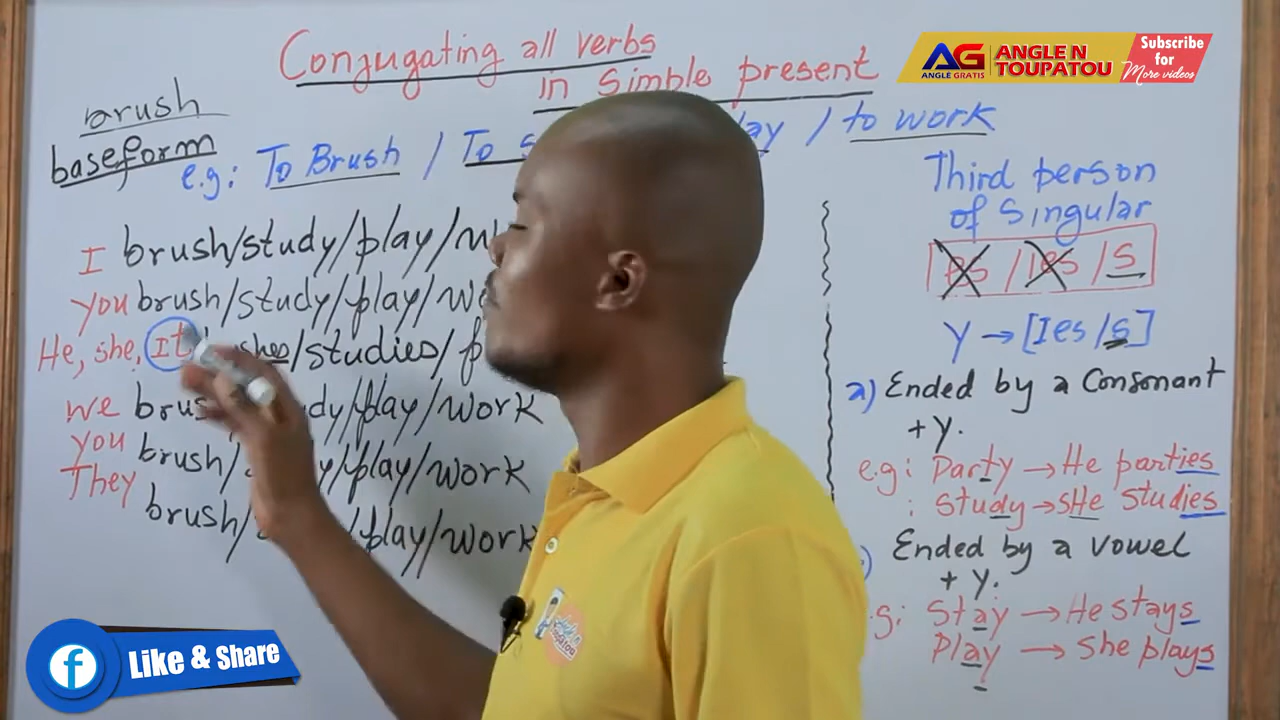 Conjugating all verbs
in simple present
AG ANGLE N
TOUPATOU
ANGLÉ GRATIS
Subscribe
for
More videos
brush
baseform
e.g: To Brush / To / to work
Third person
of Singular
es / Ies / s
Y → [Ies / s]
I brush/study/play/
you brush/study/play/
He, she, It /studies/
we play/work
you brush/ play/work
They brush/ play/work
a) Ended by a Consonant
+ Y.
e.g: Party → He parties
: study → SHe studies
Ended by a vowel
+ Y.
Stay → He stays
Play → She plays
f Like & Share